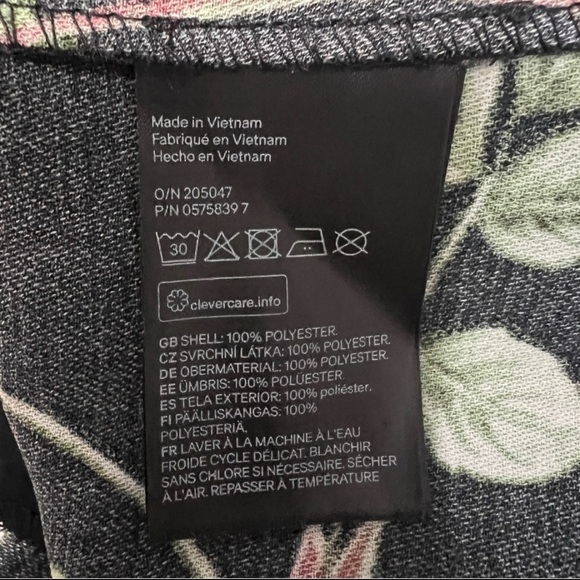 Made in Vietnam
Fabriqué en Vietnam
Hecho en Vietnam
O/N 205047
P/N 0575839 7
30
clevercare.info
GB SHELL: 100% POLYESTER.
CZ SVRCHNÍ LÁTKA: 100% POLYESTER.
DE OBERMATERIAL: 100% POLYESTER.
EE ÜMBRIS: 100% POLÜESTER.
ES TELA EXTERIOR: 100% poliéster.
FI PÄÄLLISKANGAS: 100%
POLYESTERIÄ.
FR LAVER À LA MACHINE À L'EAU
FROIDE CYCLE DÉLICAT. BLANCHIR
SANS CHLORE SI NÉCESSAIRE. SÉCHER
À L'AIR. REPASSER À TEMPÉRATURE